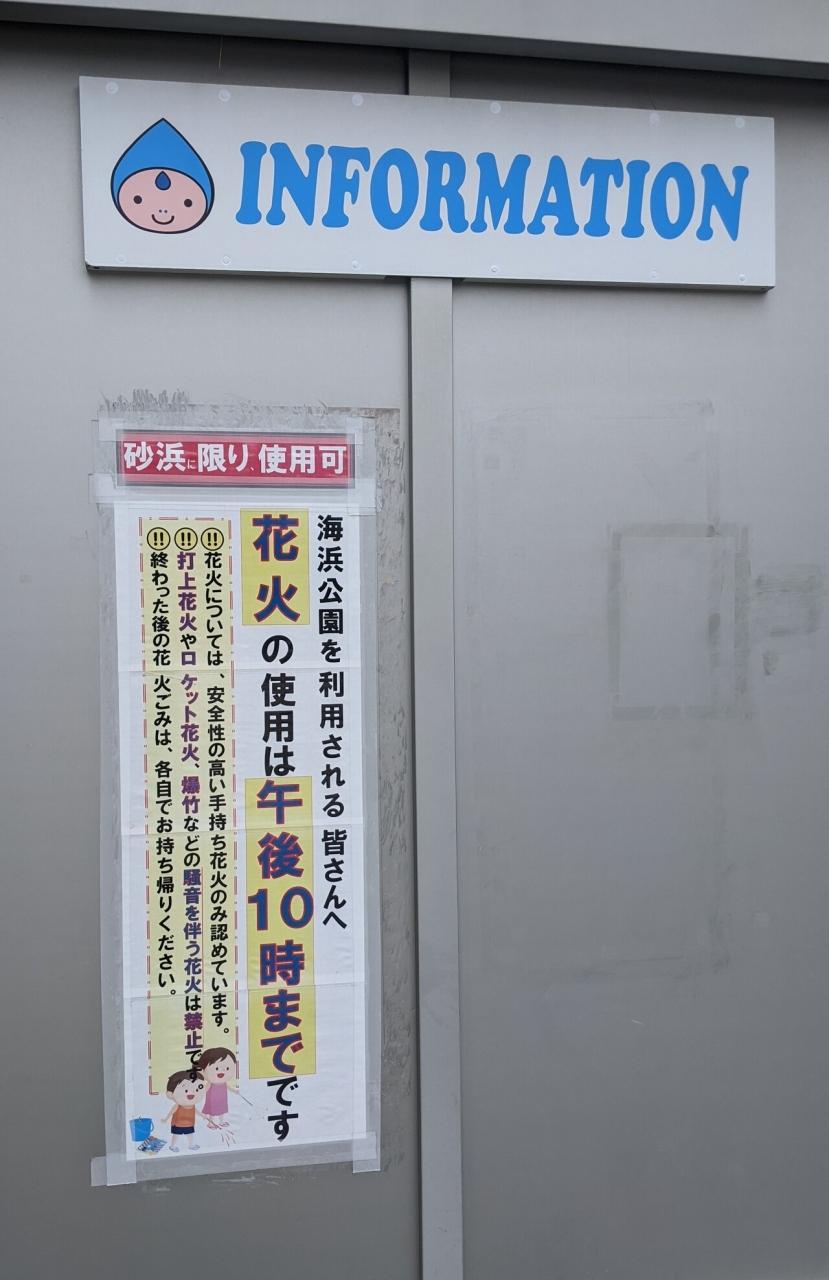 INFORMATION
砂浜に限り、使用可
海浜公園を利用される皆さんへ
花火の使用は午後10時までです
!!花火については、安全性の高い手持ち花火のみ認めています。
!!打上花火やロケット花火、爆竹などの騒音を伴う花火は禁止です。
!!終わった後の花火ごみは、各自でお持ち帰りください。